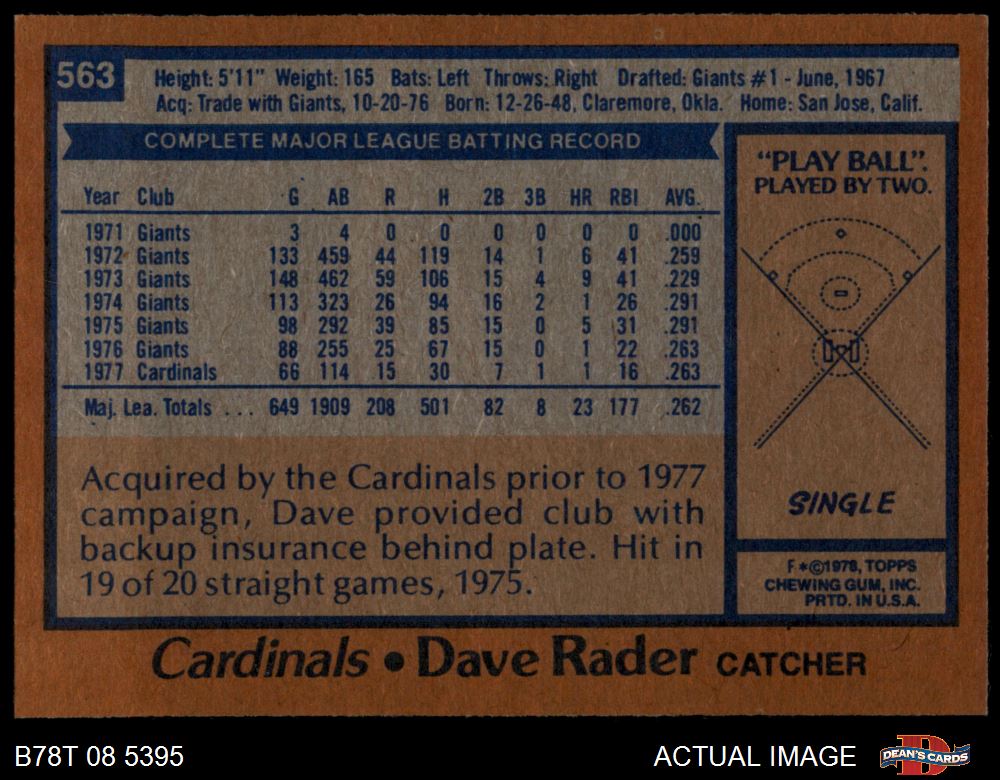 563
Height: 5'11" Weight: 165 Bats: Left Throws: Right Drafted: Giants #1 - June, 1967
Acq: Trade with Giants, 10-20-76 Born: 12-26-48, Claremore, Okla. Home: San Jose, Calif.
COMPLETE MAJOR LEAGUE BATTING RECORD
Year Club G AB R H 2B 3B HR RBI AVG.
1971 Giants 3 4 0 0 0 0 0 0 .000
1972 Giants 133 459 44 119 14 1 6 41 .259
1973 Giants 148 462 59 106 15 4 9 41 .229
1974 Giants 113 323 26 94 16 2 1 26 .291
1975 Giants 98 292 39 85 15 0 5 31 .291
1976 Giants 88 255 25 67 15 0 1 22 .263
1977 Cardinals 66 114 15 30 7 1 1 16 .263
Maj. Lea. Totals ... 649 1909 208 501 82 8 23 177 .262
Acquired by the Cardinals prior to 1977
campaign, Dave provided club with
backup insurance behind plate. Hit in
19 of 20 straight games, 1975.
"PLAY BALL".
PLAYED BY TWO.
SINGLE
F*©1978, TOPPS
CHEWING GUM, INC.
PRTD. IN U.S.A.
Cardinals • Dave Rader CATCHER
B78T 08 5395
ACTUAL IMAGE
DEAN'S CARDS